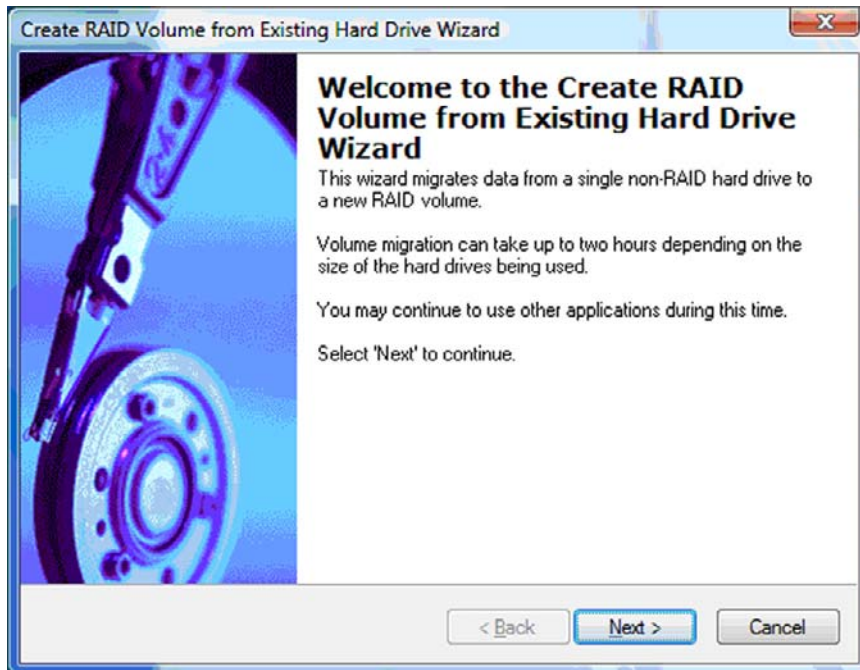 Create RAID Volume from Existing Hard Drive Wizard
X
Welcome to the Create RAID
Volume from Existing Hard Drive
Wizard
This wizard migrates data from a single non-RAID hard drive to
a new RAID volume.
Volume migration can take up to two hours depending on the
size of the hard drives being used.
You may continue to use other applications during this time.
Select 'Next' to continue.
< Back
Next >
Cancel